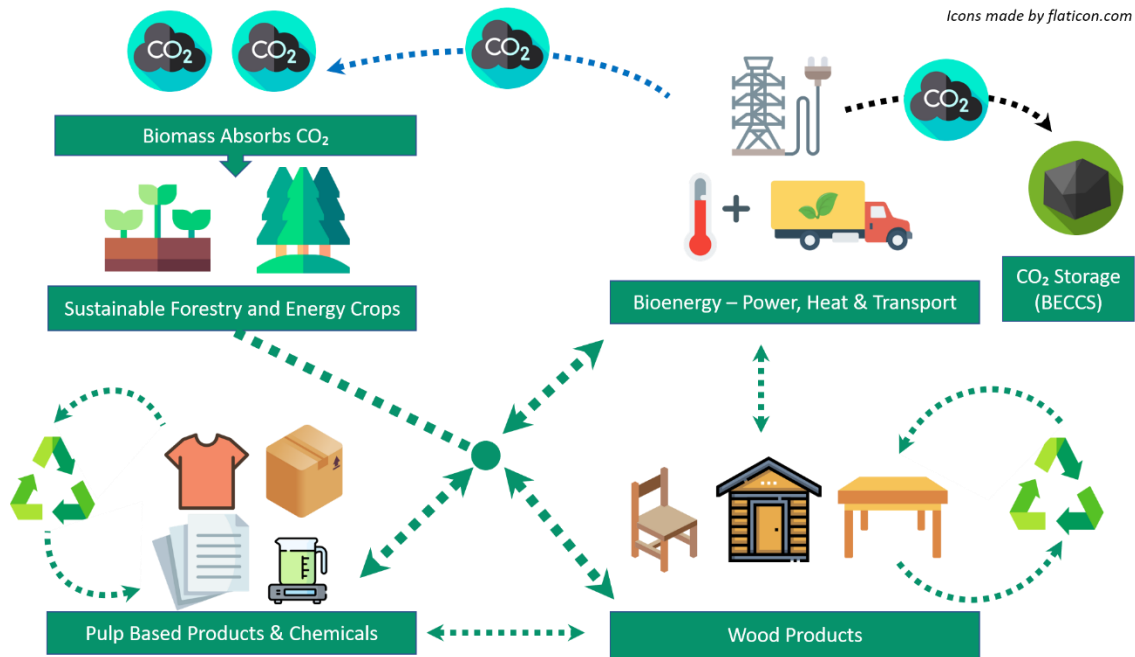 Icons made by flaticon.com
CO₂ CO₂ CO₂
CO₂
Biomass Absorbs CO₂
Sustainable Forestry and Energy Crops
+
Bioenergy – Power, Heat & Transport
CO₂ Storage
(BECCS)
Pulp Based Products & Chemicals
Wood Products